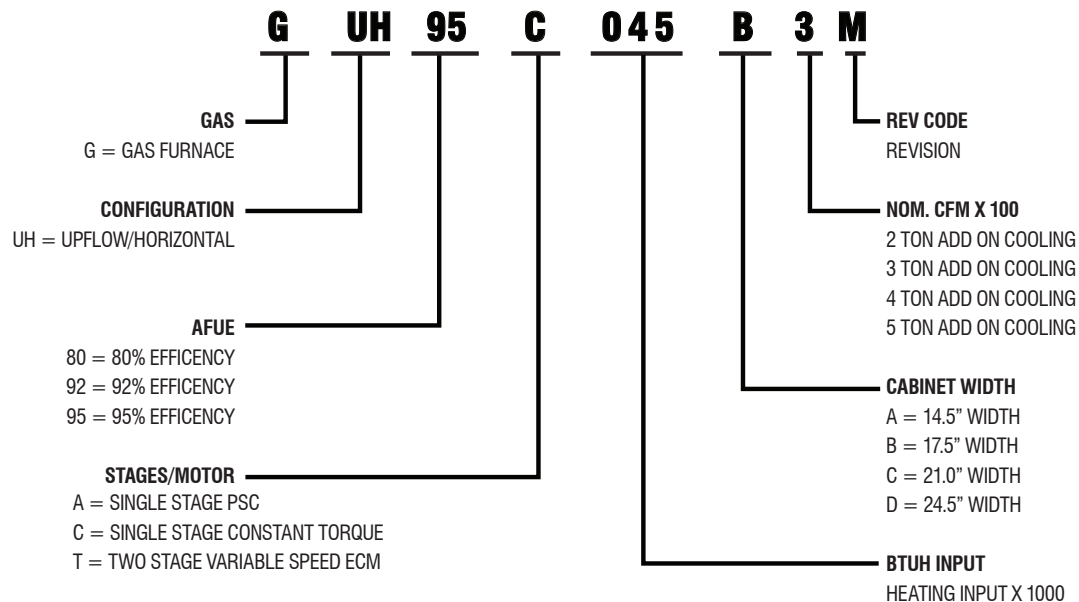 G UH 95 C 045 B 3 M
GAS
G = GAS FURNACE
CONFIGURATION
UH = UPFLOW/HORIZONTAL
AFUE
80 = 80% EFFICENCY
92 = 92% EFFICENCY
95 = 95% EFFICENCY
STAGES/MOTOR
A = SINGLE STAGE PSC
C = SINGLE STAGE CONSTANT TORQUE
T = TWO STAGE VARIABLE SPEED ECM
REV CODE
REVISION
NOM. CFM X 100
2 TON ADD ON COOLING
3 TON ADD ON COOLING
4 TON ADD ON COOLING
5 TON ADD ON COOLING
CABINET WIDTH
A = 14.5” WIDTH
B = 17.5” WIDTH
C = 21.0” WIDTH
D = 24.5” WIDTH
BTUH INPUT
HEATING INPUT X 1000